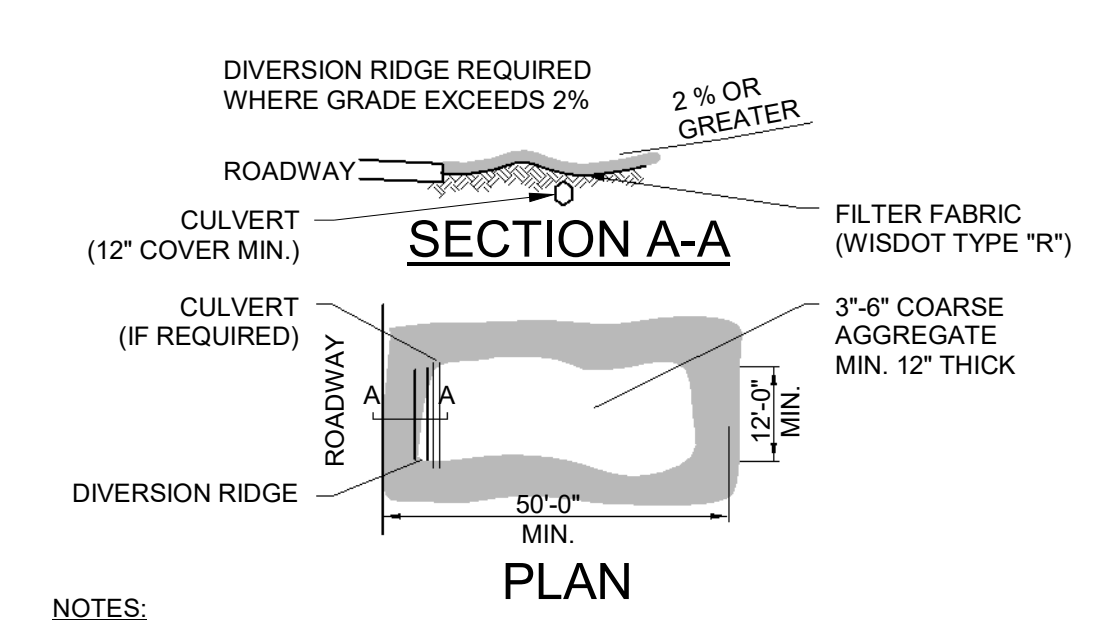 DIVERSION RIDGE REQUIRED
WHERE GRADE EXCEEDS 2%
2 % OR
GREATER
ROADWAY
CULVERT
(12" COVER MIN.)
FILTER FABRIC
(WISDOT TYPE "R")
SECTION A-A
CULVERT
(IF REQUIRED)
3"-6" COARSE
AGGREGATE
MIN. 12" THICK
ROADWAY
A
A
12'-0"
MIN.
DIVERSION RIDGE
50'-0"
MIN.
PLAN
NOTES: